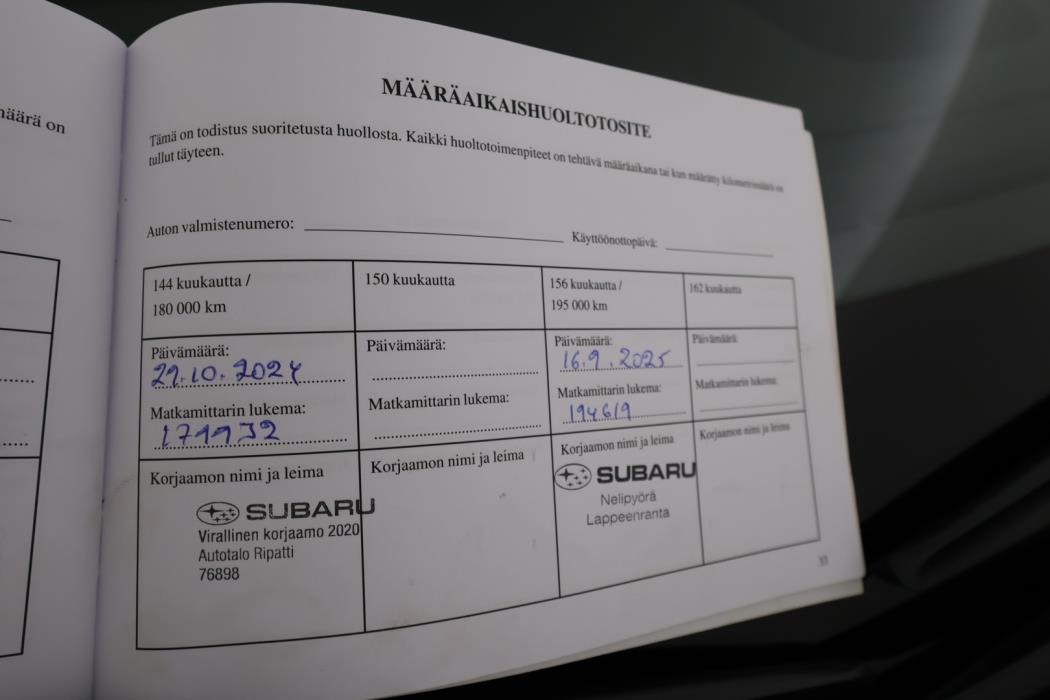 määrä on
MÄÄRÄAIKAISHUOLTOTOSITE
Tämä on todistus suoritetusta huollosta. Kaikki huoltotoimenpiteet on tehtävä määräaikana tai kun määrätty kilometrimäärä on
tullut täyteen.
Auton valmistenumero:
Käyttöönottopäivä:
144 kuukautta /
180 000 km
150 kuukautta
156 kuukautta /
195 000 km
162 kuukautta
Päivämäärä:
29.10.2024
Päivämäärä:
Päivämäärä:
16.9.2025
Päivämäärä:
Matkamittarin lukema:
Matkamittarin lukema:
Matkamittarin lukema:
194619
Matkamittarin lukema:
Korjaamon nimi ja leima
Korjaamon nimi ja leima
Korjaamon nimi ja leima
Korjaamon nimi ja leima
SUBARU
Virallinen korjaamo 2020
Autotalo Ripatti
76898
SUBARU
Nelipyörä
Lappeenranta